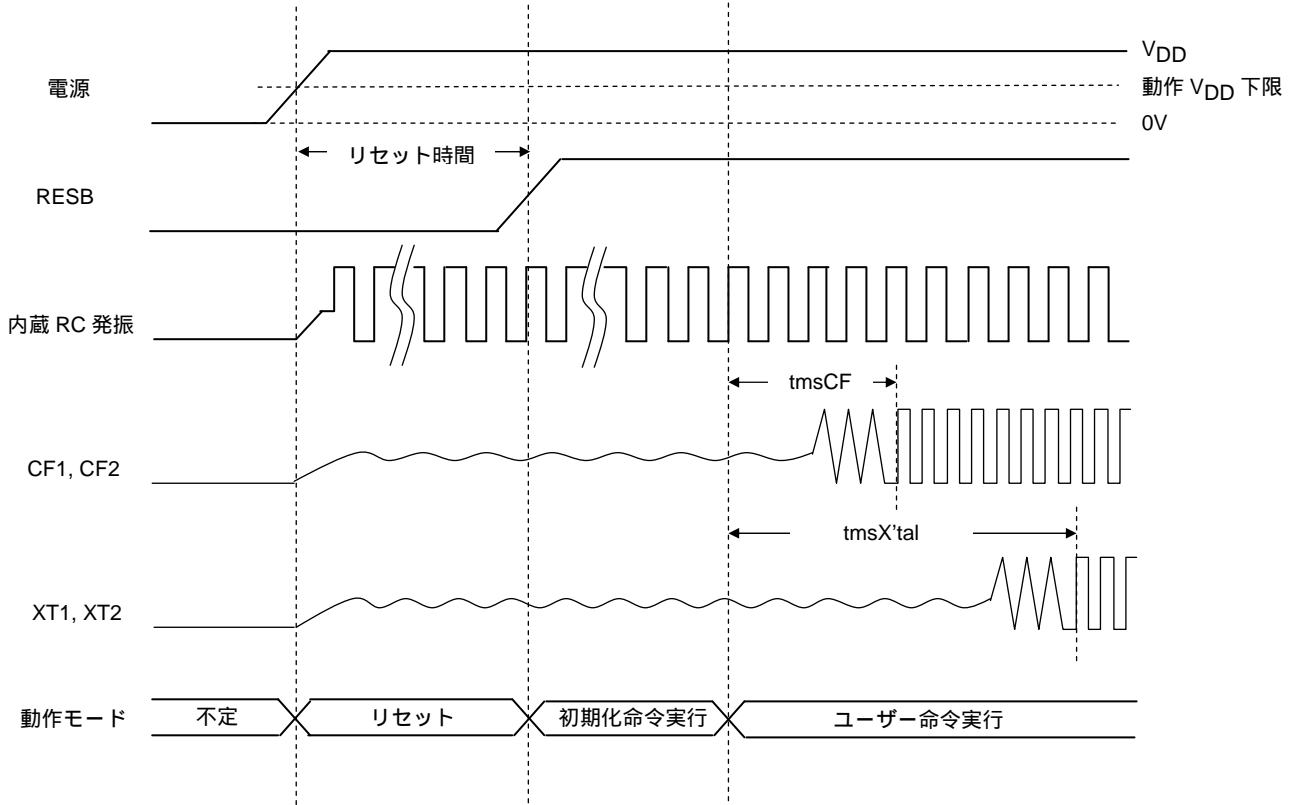 電源
VDD
動作 VDD 下限
0V
リセット時間
RESB
内蔵 RC 発振
tmsCF
CF1, CF2
tmsX'tal
XT1, XT2
動作モード
不定
リセット
初期化命令実行
ユーザー命令実行